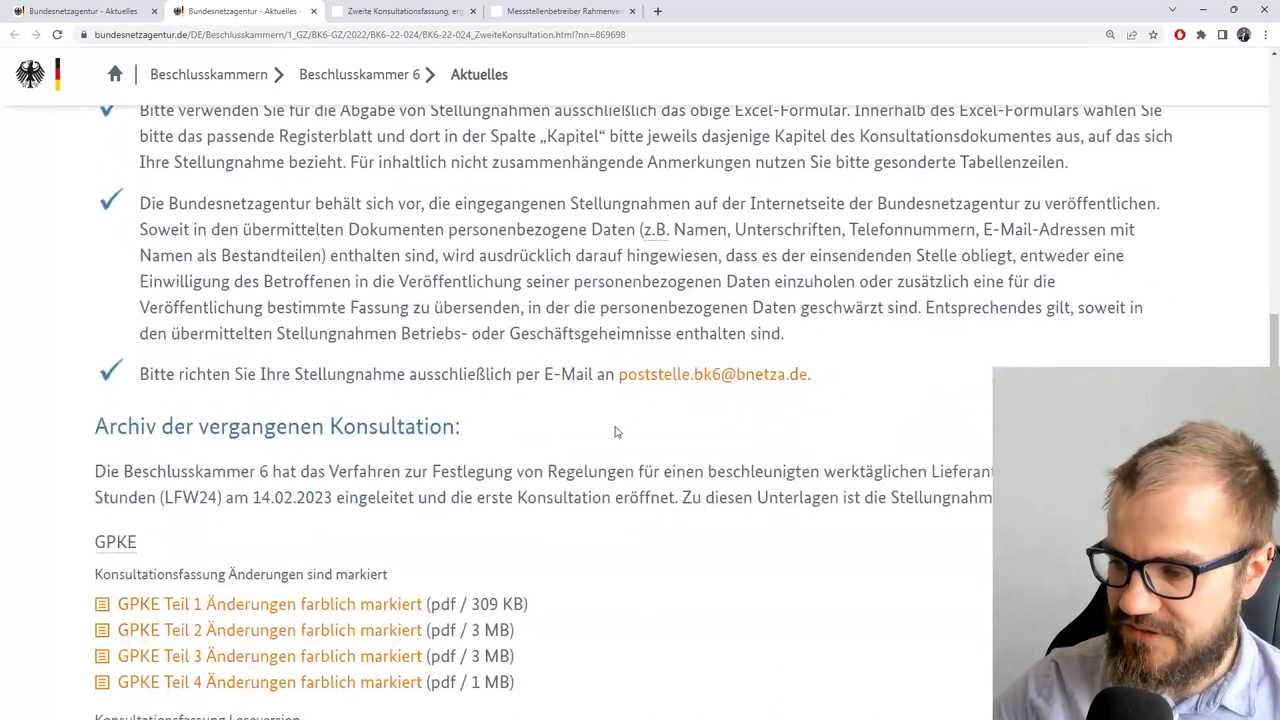 Bundesnetzagentur - Aktuelles
Bundesnetzagentur - Aktuelles -
Zweite Konsultationsfassung, erg
Messstellenbetreiber Rahmenver
bundesnetzagentur.de/DE/Beschlusskammern/1_GZ/BK6-GZ/2022/BK6-22-024/BK6-22-024_ZweiteKonsultation.html?nn=869698
Beschlusskammern
Beschlusskammer 6
Aktuelles
Bitte verwenden Sie für die Abgabe von Stellungnahmen ausschließlich das obige Excel-Formular. Innerhalb des Excel-Formulars wählen Sie
bitte das passende Registerblatt und dort in der Spalte „Kapitel“ bitte jeweils dasjenige Kapitel des Konsultationsdokumentes aus, auf das sich
Ihre Stellungnahme bezieht. Für inhaltlich nicht zusammenhängende Anmerkungen nutzen Sie bitte gesonderte Tabellenzeilen.
Die Bundesnetzagentur behält sich vor, die eingegangenen Stellungnahmen auf der Internetseite der Bundesnetzagentur zu veröffentlichen.
Soweit in den übermittelten Dokumenten personenbezogene Daten (z.B. Namen, Unterschriften, Telefonnummern, E-Mail-Adressen mit
Namen als Bestandteilen) enthalten sind, wird ausdrücklich darauf hingewiesen, dass es der einsendenden Stelle obliegt, entweder eine
Einwilligung des Betroffenen in die Veröffentlichung seiner personenbezogenen Daten einzuholen oder zusätzlich eine für die
Veröffentlichung bestimmte Fassung zu übersenden, in der die personenbezogenen Daten geschwärzt sind. Entsprechendes gilt, soweit in
den übermittelten Stellungnahmen Betriebs- oder Geschäftsgeheimnisse enthalten sind.
Bitte richten Sie Ihre Stellungnahme ausschließlich per E-Mail an poststelle.bk6@bnetza.de.
Archiv der vergangenen Konsultation:
Die Beschlusskammer 6 hat das Verfahren zur Festlegung von Regelungen für einen beschleunigten werktäglichen Lieferant
Stunden (LFW24) am 14.02.2023 eingeleitet und die erste Konsultation eröffnet. Zu diesen Unterlagen ist die Stellungnahm
GPKE
Konsultationsfassung Änderungen sind markiert
GPKE Teil 1 Änderungen farblich markiert (pdf / 309 KB)
GPKE Teil 2 Änderungen farblich markiert (pdf / 3 MB)
GPKE Teil 3 Änderungen farblich markiert (pdf / 3 MB)
GPKE Teil 4 Änderungen farblich markiert (pdf / 1 MB)
Konsultationsfassung Leseversion